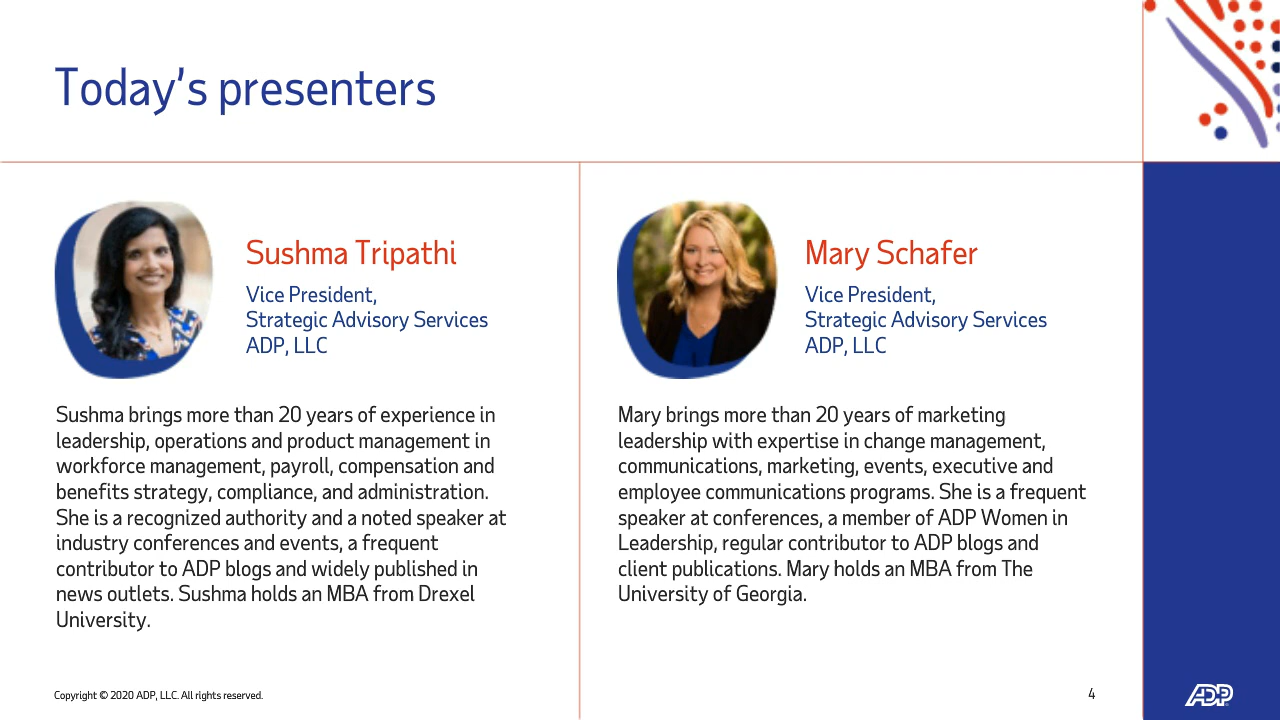 Today's presenters
Sushma Tripathi
Vice President,
Strategic Advisory Services
ADP, LLC
Sushma brings more than 20 years of experience in
leadership, operations and product management in
workforce management, payroll, compensation and
benefits strategy, compliance, and administration.
She is a recognized authority and a noted speaker at
industry conferences and events, a frequent
contributor to ADP blogs and widely published in
news outlets. Sushma holds an MBA from Drexel
University.
Mary Schafer
Vice President,
Strategic Advisory Services
ADP, LLC
Mary brings more than 20 years of marketing
leadership with expertise in change management,
communications, marketing, events, executive and
employee communications programs. She is a frequent
speaker at conferences, a member of ADP Women in
Leadership, regular contributor to ADP blogs and
client publications. Mary holds an MBA from The
University of Georgia.
Copyright © 2020 ADP, LLC. All rights reserved.
4
ADP